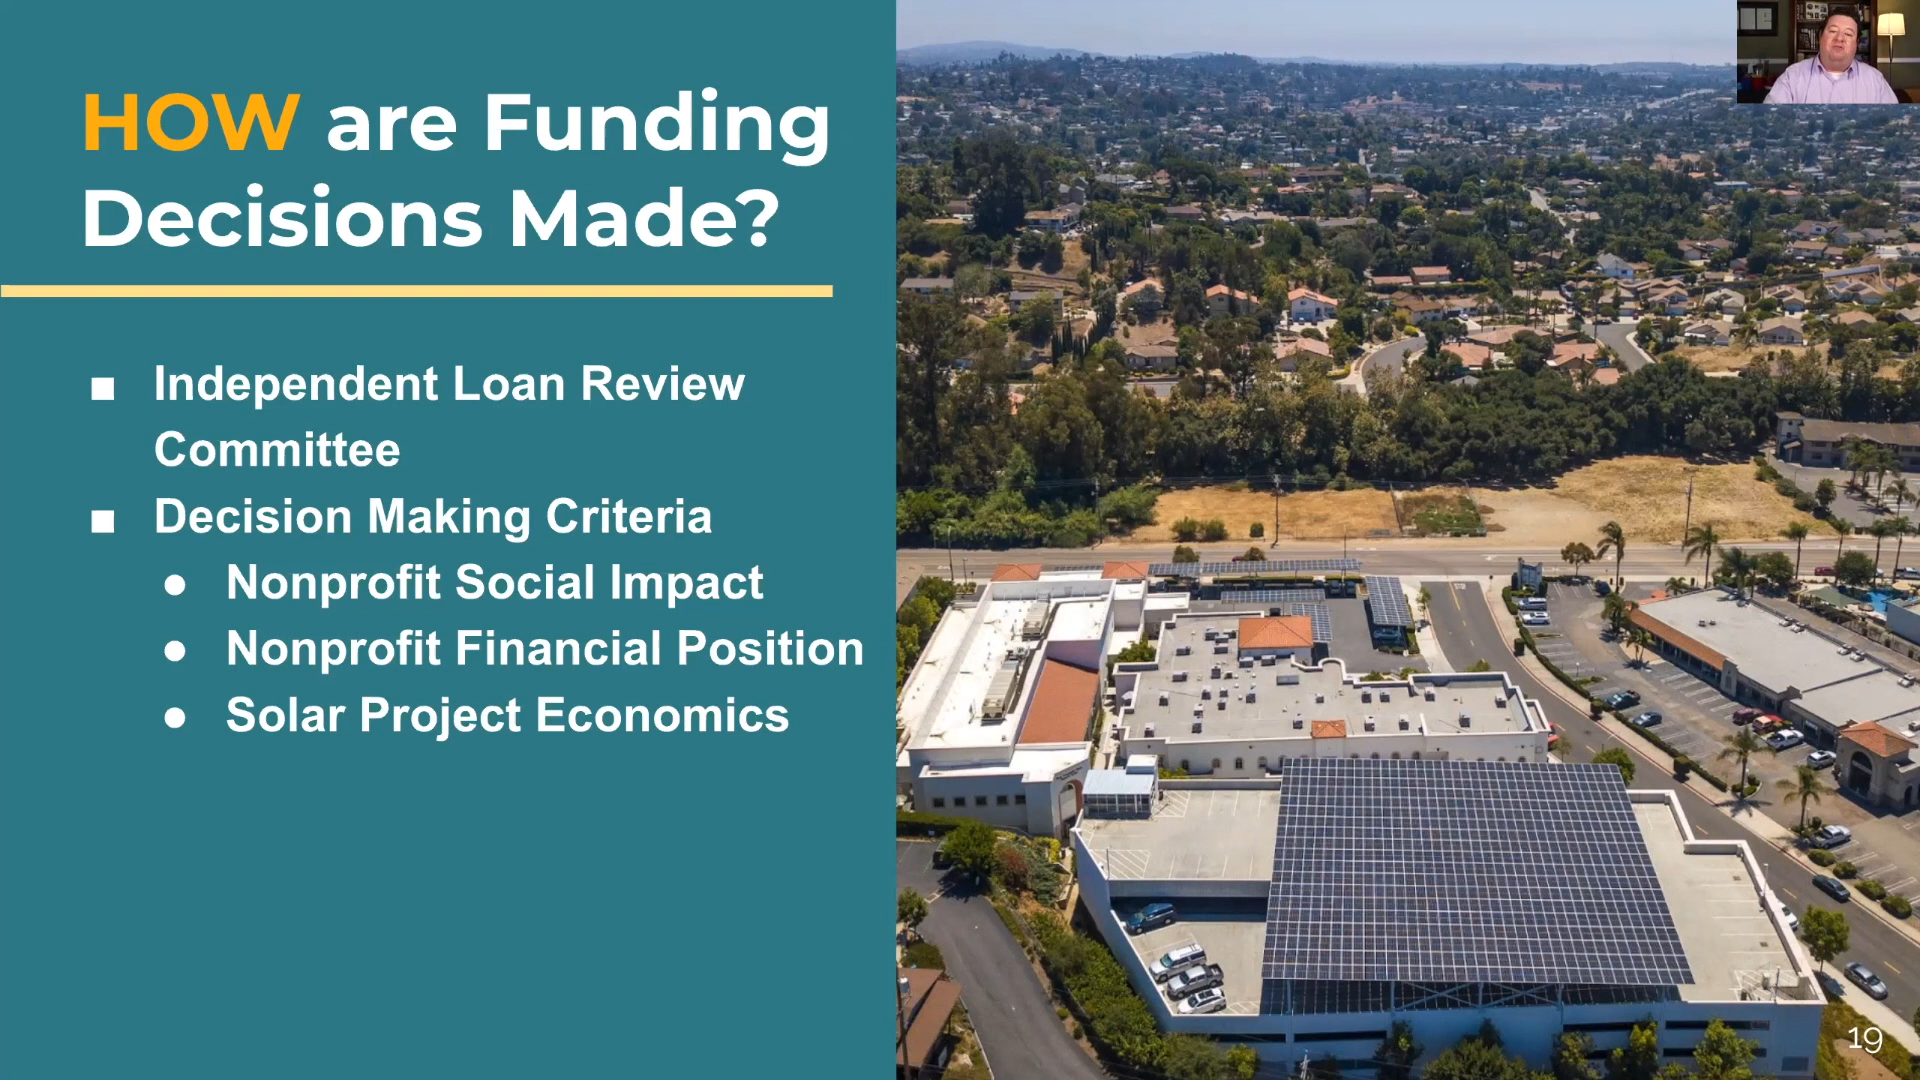 HOW are Funding
Decisions Made?
■ Independent Loan Review
Committee
■ Decision Making Criteria
● Nonprofit Social Impact
● Nonprofit Financial Position
● Solar Project Economics
19